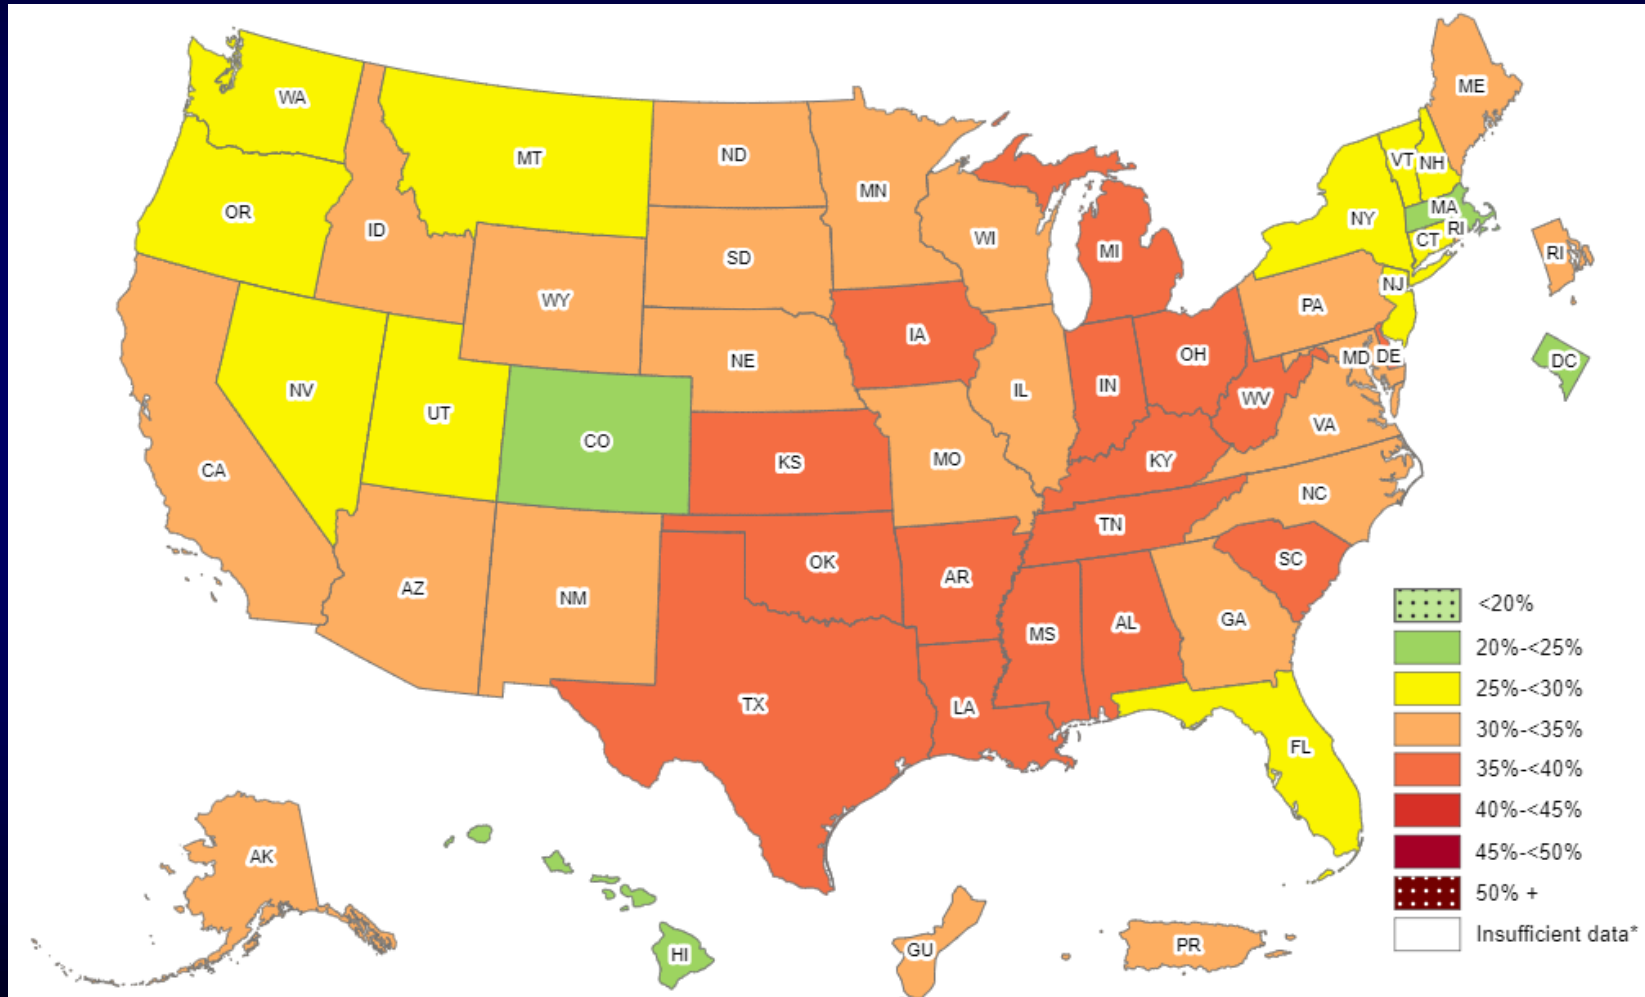 WA
ME
MT
ND
VT
NH
MN
OR
MA
NY
RI
ID
WI
CT
MI
RI
SD
NJ
WY
PA
IA
OH
MD
DE
DC
NE
IN
NV
IL
WV
UT
VA
CO
MO
KY
KS
CA
NC
TN
OK
SC
AR
AZ
NM
GA
AL
MS
TX
LA
FL
AK
HI
GU
PR
<20%
20%-<25%
25%-<30%
30%-<35%
35%-<40%
40%-<45%
45%-<50%
50% +
Insufficient data*